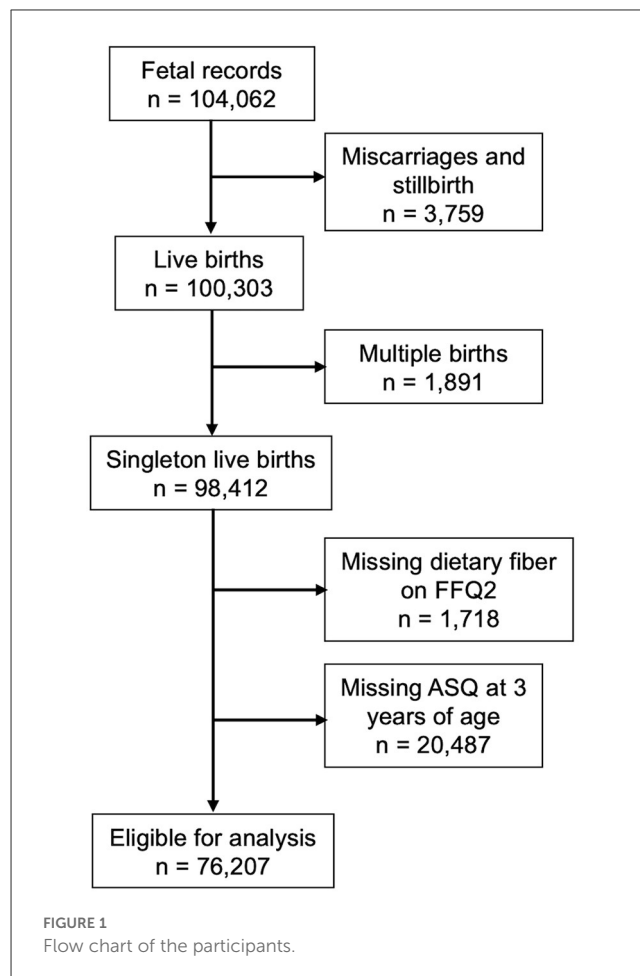 Fetal records
n = 104,062
Miscarriages and
stillbirth
n = 3,759
Live births
n = 100,303
Multiple births
n = 1,891
Singleton live births
n = 98,412
Missing dietary fiber
on FFQ2
n = 1,718
Missing ASQ at 3
years of age
n = 20,487
Eligible for analysis
n = 76,207
FIGURE 1
Flow chart of the participants.